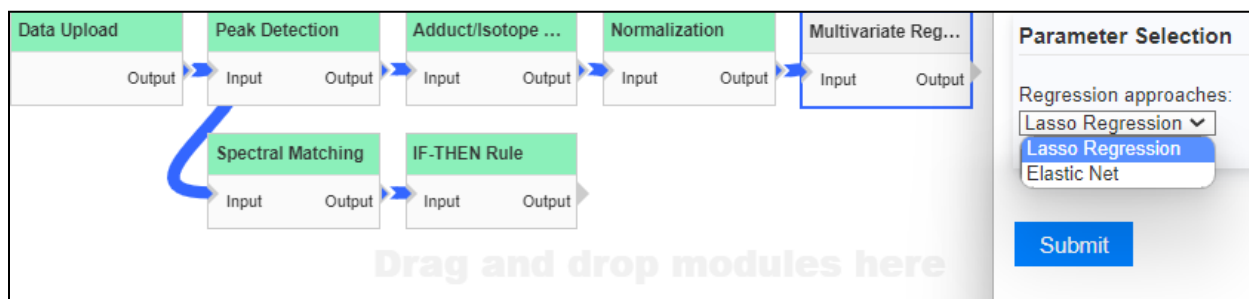 Data Upload
Output
Peak Detection
Input Output
Adduct/Isotope ...
Input Output
Normalization
Input Output
Multivariate Reg...
Input Output
Spectral Matching
Input Output
IF-THEN Rule
Input Output
Drag and drop modules here
Parameter Selection
Regression approaches:
Lasso Regression
Lasso Regression
Elastic Net
Submit